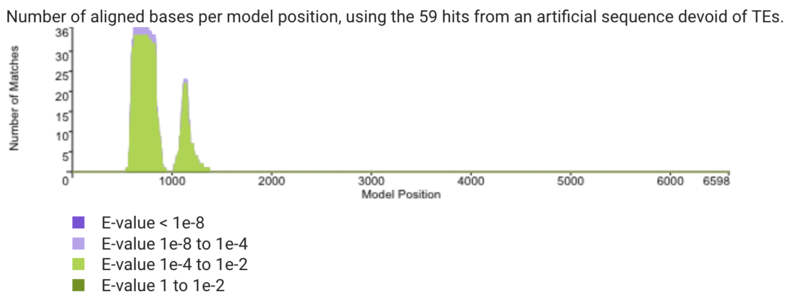 Number of aligned bases per model position, using the 59 hits from an artificial sequence devoid of TEs.
Number of Matches
36
30
25
20
15
10
5
0 1000 2000 3000 4000 5000 6000 6598
Model Position
E-value < 1e-8
E-value 1e-8 to 1e-4
E-value 1e-4 to 1e-2
E-value 1 to 1e-2